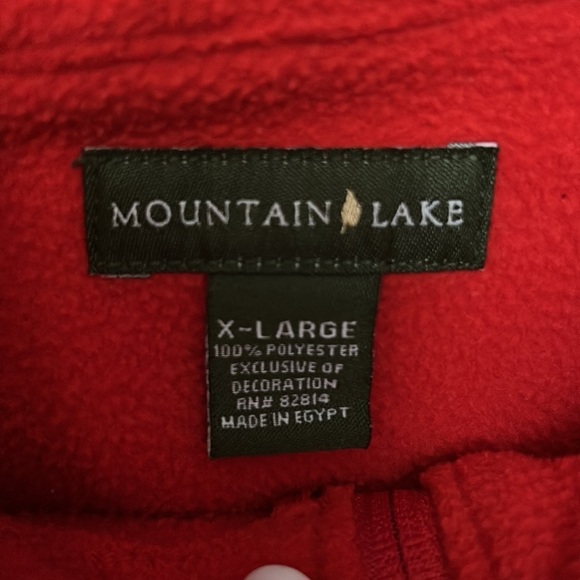 MOUNTAIN LAKE
X-LARGE
100% POLYESTER
EXCLUSIVE OF
DECORATION
RN# 82814
MADE IN EGYPT